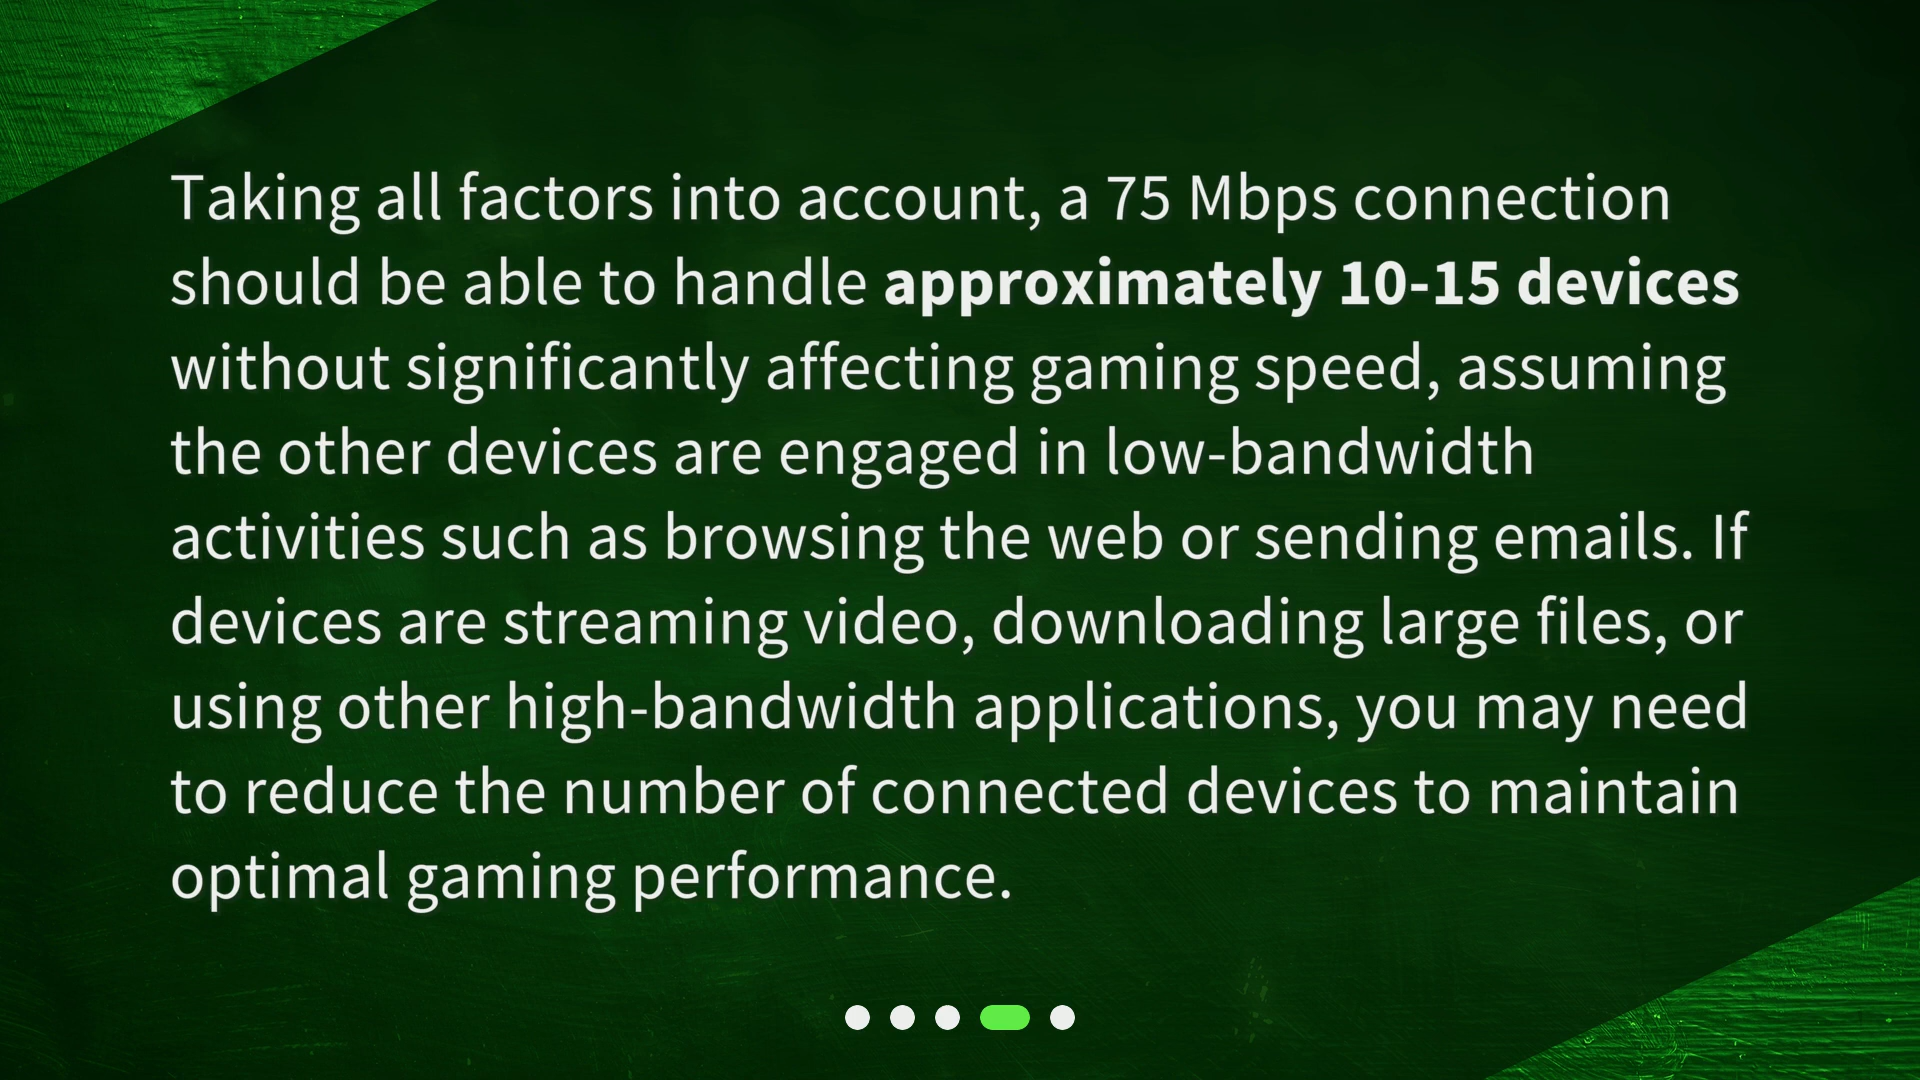 Taking all factors into account, a 75 Mbps connection
should be able to handle approximately 10-15 devices
without significantly affecting gaming speed, assuming
the other devices are engaged in low-bandwidth
activities such as browsing the web or sending emails. If
devices are streaming video, downloading large files, or
using other high-bandwidth applications, you may need
to reduce the number of connected devices to maintain
optimal gaming performance.